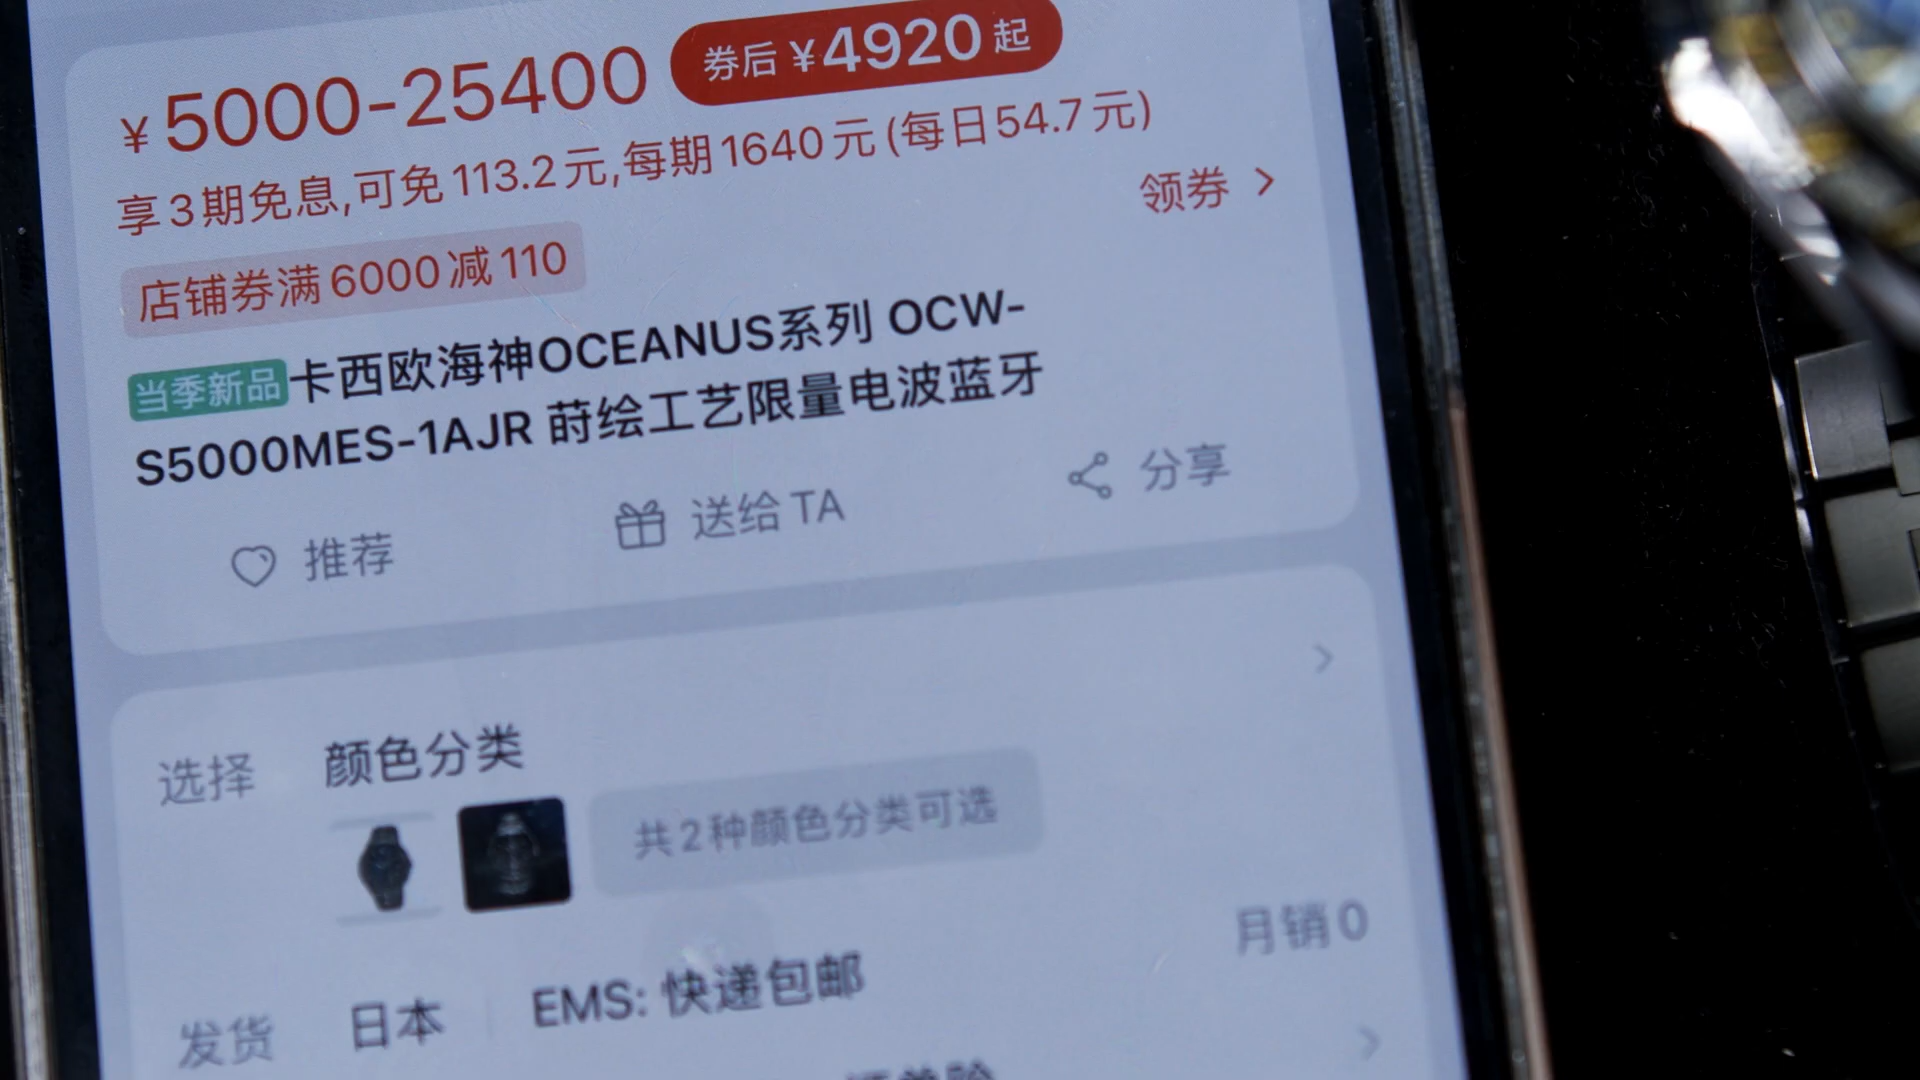 ¥5000-25400 券后¥4920起
享3期免息,可免113.2元,每期1640元(每日54.7元)
店铺券满6000减110
领券 >
当季新品 卡西欧海神OCEANUS系列 OCW-
S5000MES-1AJR 莳绘工艺限量电波蓝牙
推荐 送给TA 分享
选择 颜色分类
共2种颜色分类可选
发货 日本 EMS: 快递包邮 月销0